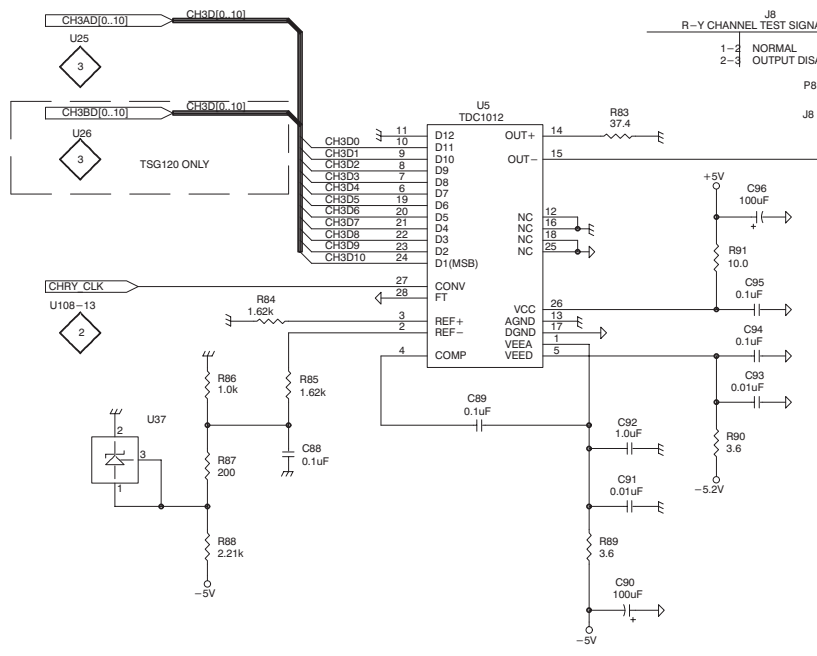 CH3AD[0..10]
CH3D[0..10]
U25
3
CH3BD[0..10]
CH3D[0..10]
U26
3
TSG120 ONLY
J8
R-Y CHANNEL TEST SIGNA
1-2 NORMAL
2-3 OUTPUT DISA
P8
J8
U5
TDC1012
11 D12
CH3D0 10 D11
CH3D1 9 D10
CH3D2 8 D9
CH3D3 7 D8
CH3D4 6 D7
CH3D5 19 D6
CH3D6 20 D5
CH3D7 21 D4
CH3D8 22 D3
CH3D9 23 D2
CH3D10 24 D1(MSB)
27 CONV
28 FT
3 REF+
2 REF-
4 COMP
OUT+ 14
OUT- 15
NC 12
NC 16
NC 18
NC 25
VCC 26
AGND 13
DGND 17
VEEA 1
VEED 5
R83
37.4
+5V
C96
100uF
+
R91
10.0
C95
0.1uF
C94
0.1uF
C93
0.01uF
R90
3.6
-5.2V
CHRY_CLK
U108-13
2
R84
1.62k
R86
1.0k
R85
1.62k
U37
2
3
1
R87
200
C88
0.1uF
R88
2.21k
-5V
C89
0.1uF
C92
1.0uF
C91
0.01uF
R89
3.6
C90
100uF
+
-5V